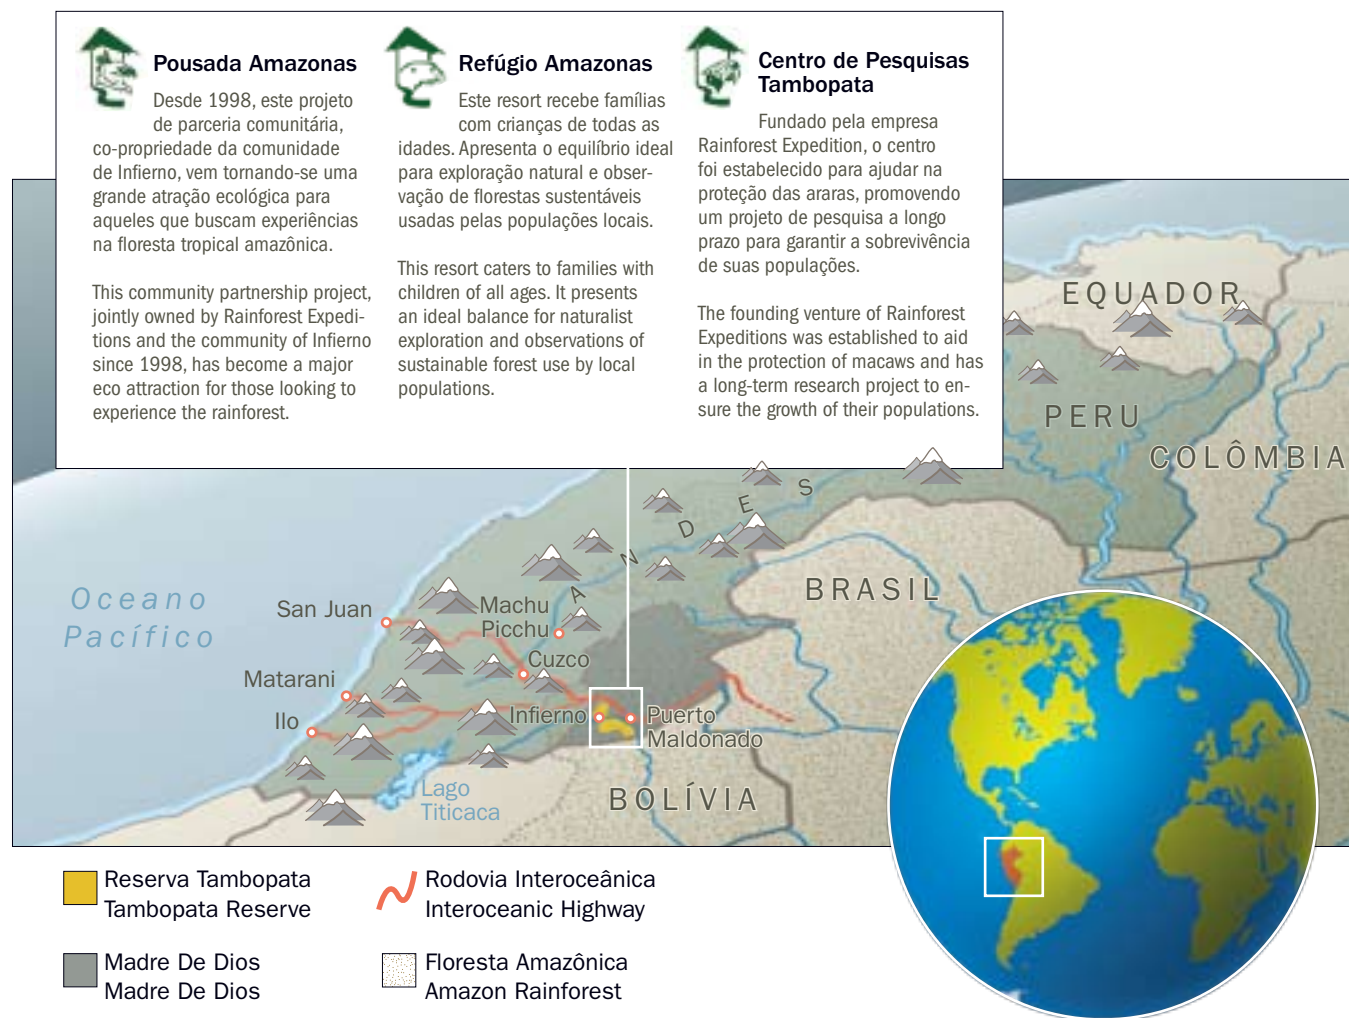 Pousada Amazonas
Desde 1998, este projeto
de parceria comunitária,
co-propriedade da comunidade
de Infierno, vem tornando-se uma
grande atração ecológica para
aqueles que buscam experiências
na floresta tropical amazônica.
This community partnership project,
jointly owned by Rainforest Expedi-
tions and the community of Infierno
since 1998, has become a major
eco attraction for those looking to
experience the rainforest.
Refúgio Amazonas
Este resort recebe famílias
com crianças de todas as
idades. Apresenta o equilíbrio ideal
para exploração natural e obser-
vação de florestas sustentáveis
usadas pelas populações locais.
This resort caters to families with
children of all ages. It presents
an ideal balance for naturalist
exploration and observations of
sustainable forest use by local
populations.
Centro de Pesquisas
Tambopata
Fundado pela empresa
Rainforest Expedition, o centro
foi estabelecido para ajudar na
proteção das araras, promovendo
um projeto de pesquisa a longo
prazo para garantir a sobrevivência
de suas populações.
The founding venture of Rainforest
Expeditions was established to aid
in the protection of macaws and has
a long-term research project to en-
sure the growth of their populations.
EQUADOR
PERU
COLÔMBIA
ANDES
BRASIL
Oceano
Pacífico
San Juan
Machu
Picchu
Cuzco
Matarani
Ilo
Infierno
Puerto
Maldonado
Lago
Titicaca
BOLÍVIA
Reserva Tambopata
Tambopata Reserve
Rodovia Interoceânica
Interoceanic Highway
Madre De Dios
Madre De Dios
Floresta Amazônica
Amazon Rainforest